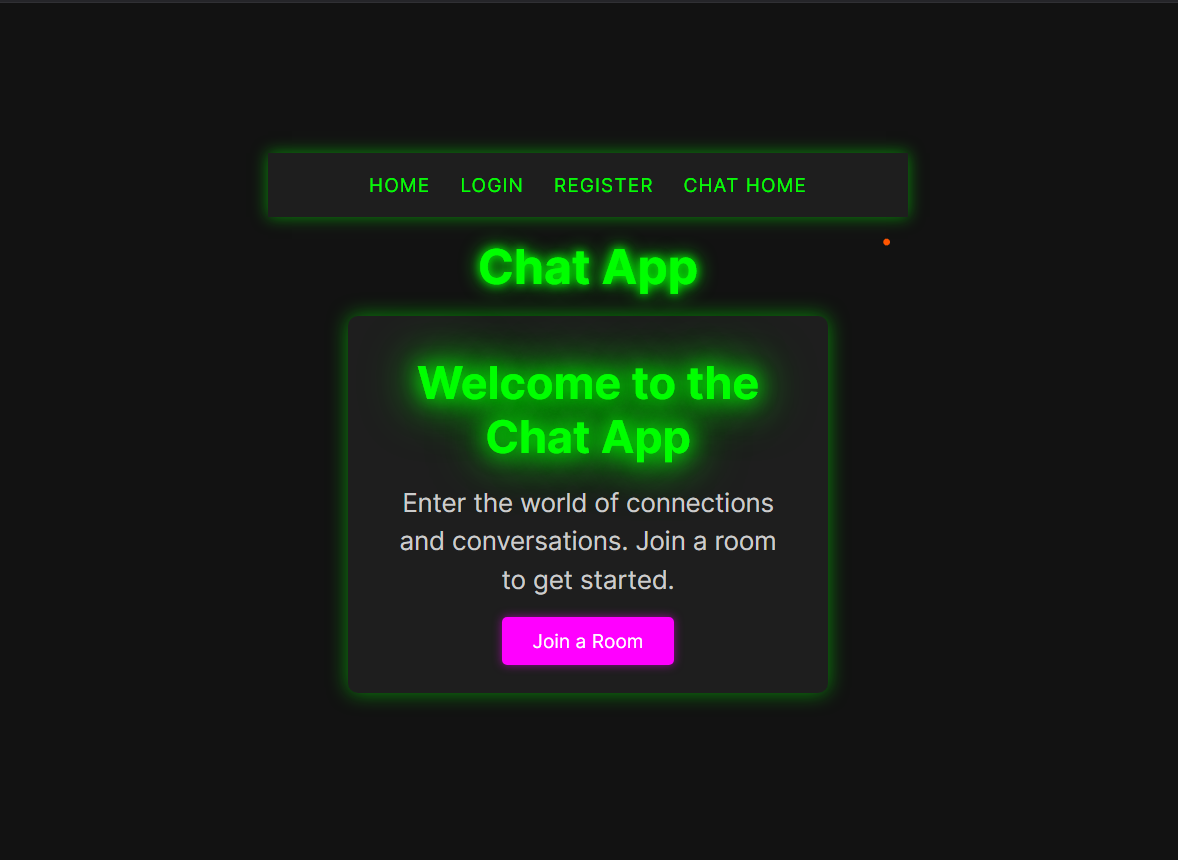 HOME LOGIN REGISTER CHAT HOME
Chat App
Welcome to the
Chat App
Enter the world of connections
and conversations. Join a room
to get started.
Join a Room